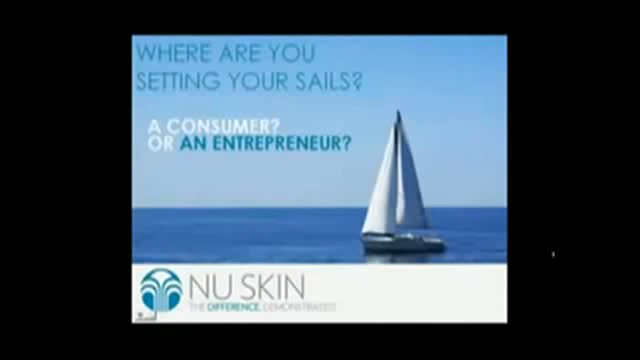 WHERE ARE YOU
SETTING YOUR SAILS?
A CONSUMER?
OR AN ENTREPRENEUR?
NU SKIN
THE DIFFERENCE. DEMONSTRATED.